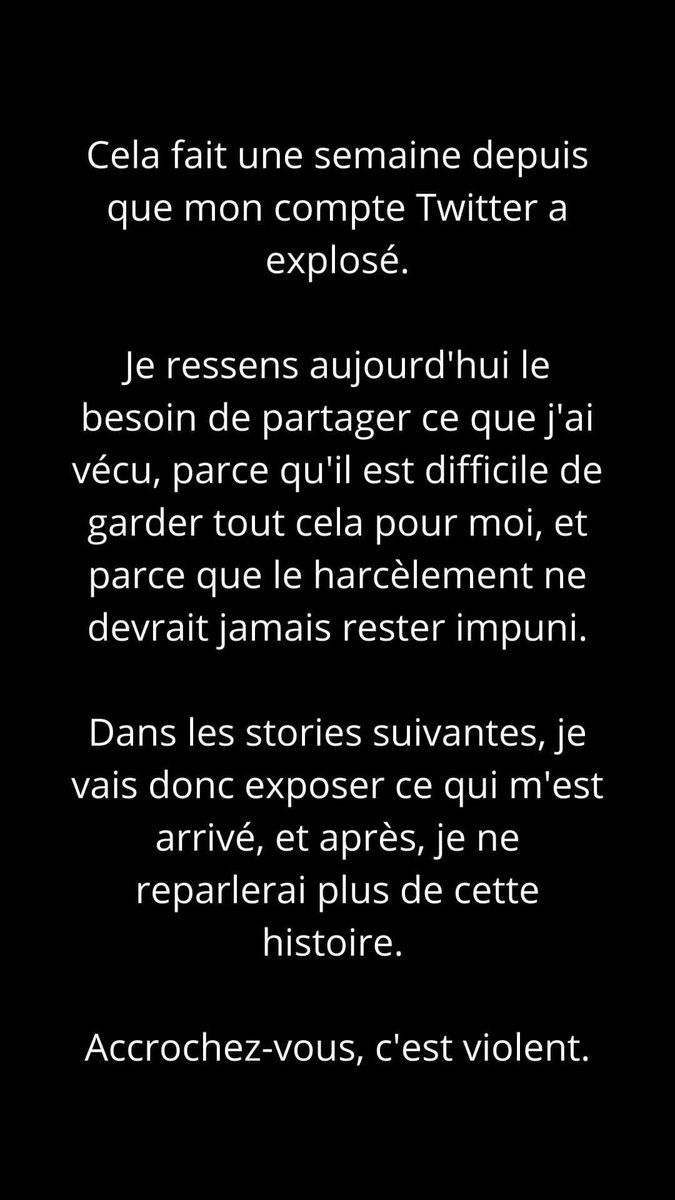 Cela fait une semaine depuis
que mon compte Twitter a
explosé.
Je ressens aujourd'hui le
besoin de partager ce que j'ai
vécu, parce qu'il est difficile de
garder tout cela pour moi, et
parce que le harcèlement ne
devrait jamais rester impuni.
Dans les stories suivantes, je
vais donc exposer ce qui m'est
arrivé, et après, je ne
reparlerai plus de cette
histoire.
Accrochez-vous, c'est violent.